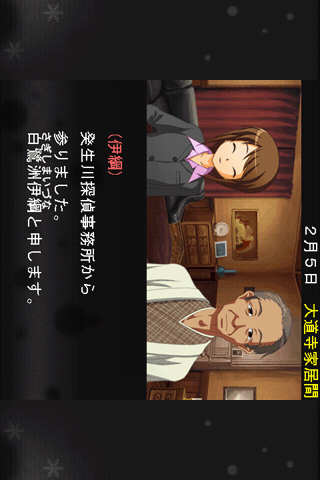 2月5日　大道寺家居間
(伊綱)
癸生川探偵事務所から
参りました。
さぎしまいづな
白鷺洲伊綱と申します。